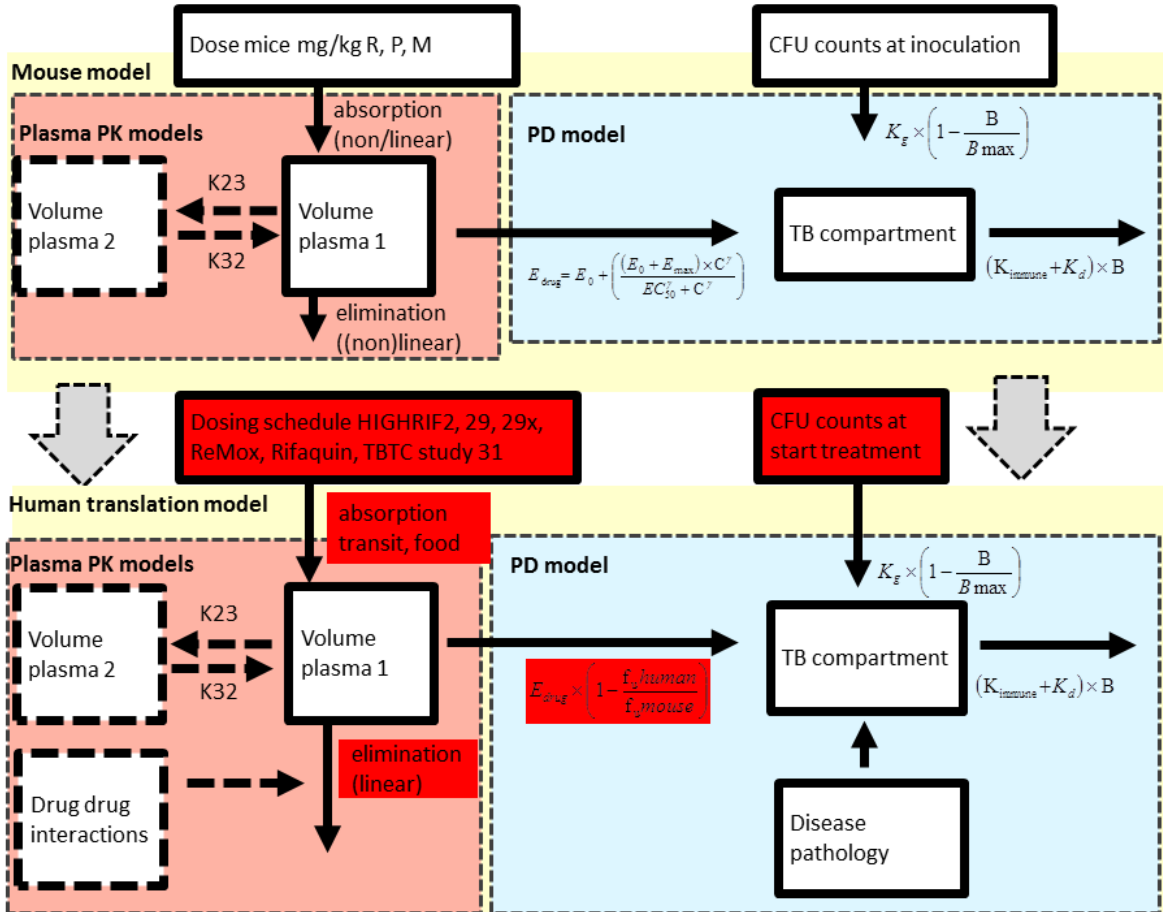 Dose mice mg/kg R, P, M
CFU counts at inoculation
Mouse model
absorption
(non/linear)
Plasma PK models
PD model
K_g × (1 − B / B max)
K23
Volume
plasma 2
Volume
plasma 1
K32
TB compartment
E_drug = E_0 + ((E_0 + E_max) × C^γ / EC_50^γ + C^γ)
(K_immune + K_d) × B
elimination
((non)linear)
Dosing schedule HIGHRIF2, 29, 29x,
ReMox, Rifaquin, TBTC study 31
CFU counts at
start treatment
Human translation model
absorption
transit, food
Plasma PK models
PD model
K_g × (1 − B / B max)
K23
Volume
plasma 2
Volume
plasma 1
K32
TB compartment
E_drug × (1 − f_u human / f_u mouse)
(K_immune + K_d) × B
elimination
(linear)
Drug drug
interactions
Disease
pathology